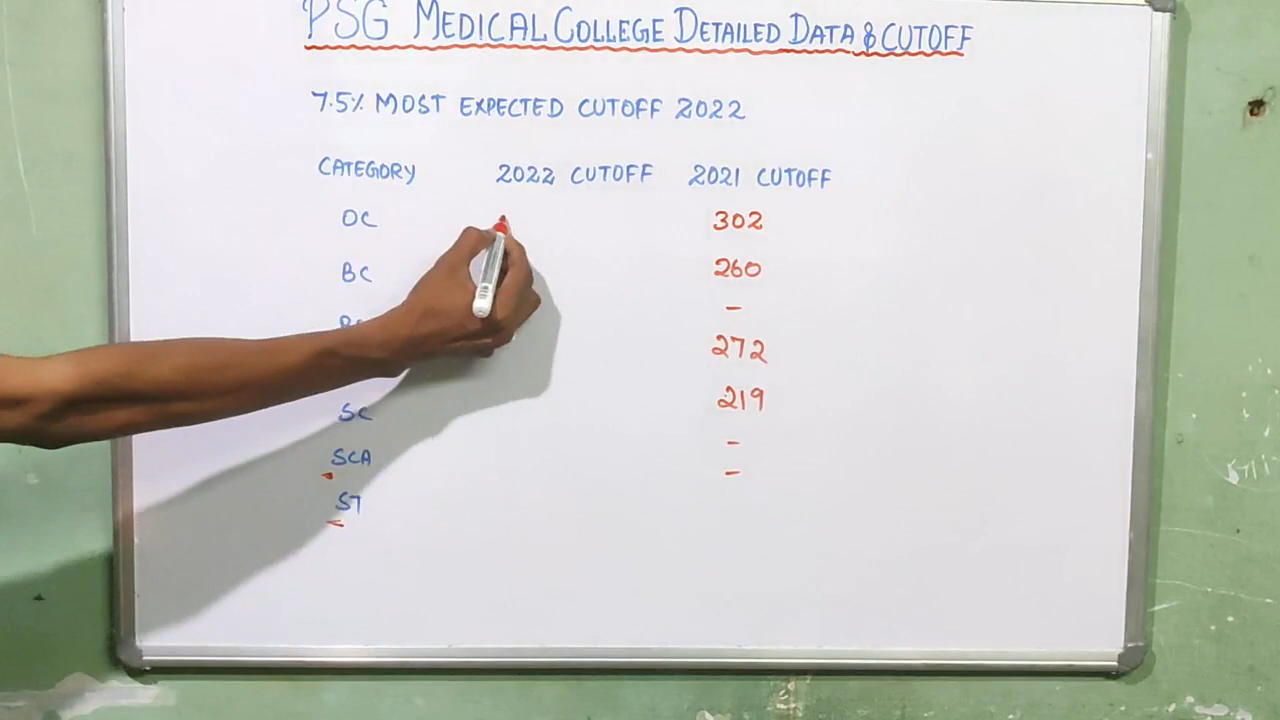 PSG MEDICAL COLLEGE DETAILED DATA & CUTOFF
7.5% MOST EXPECTED CUTOFF 2022
CATEGORY 2022 CUTOFF 2021 CUTOFF
OC 302
BC 260
-
272
SC 219
SCA -
ST -